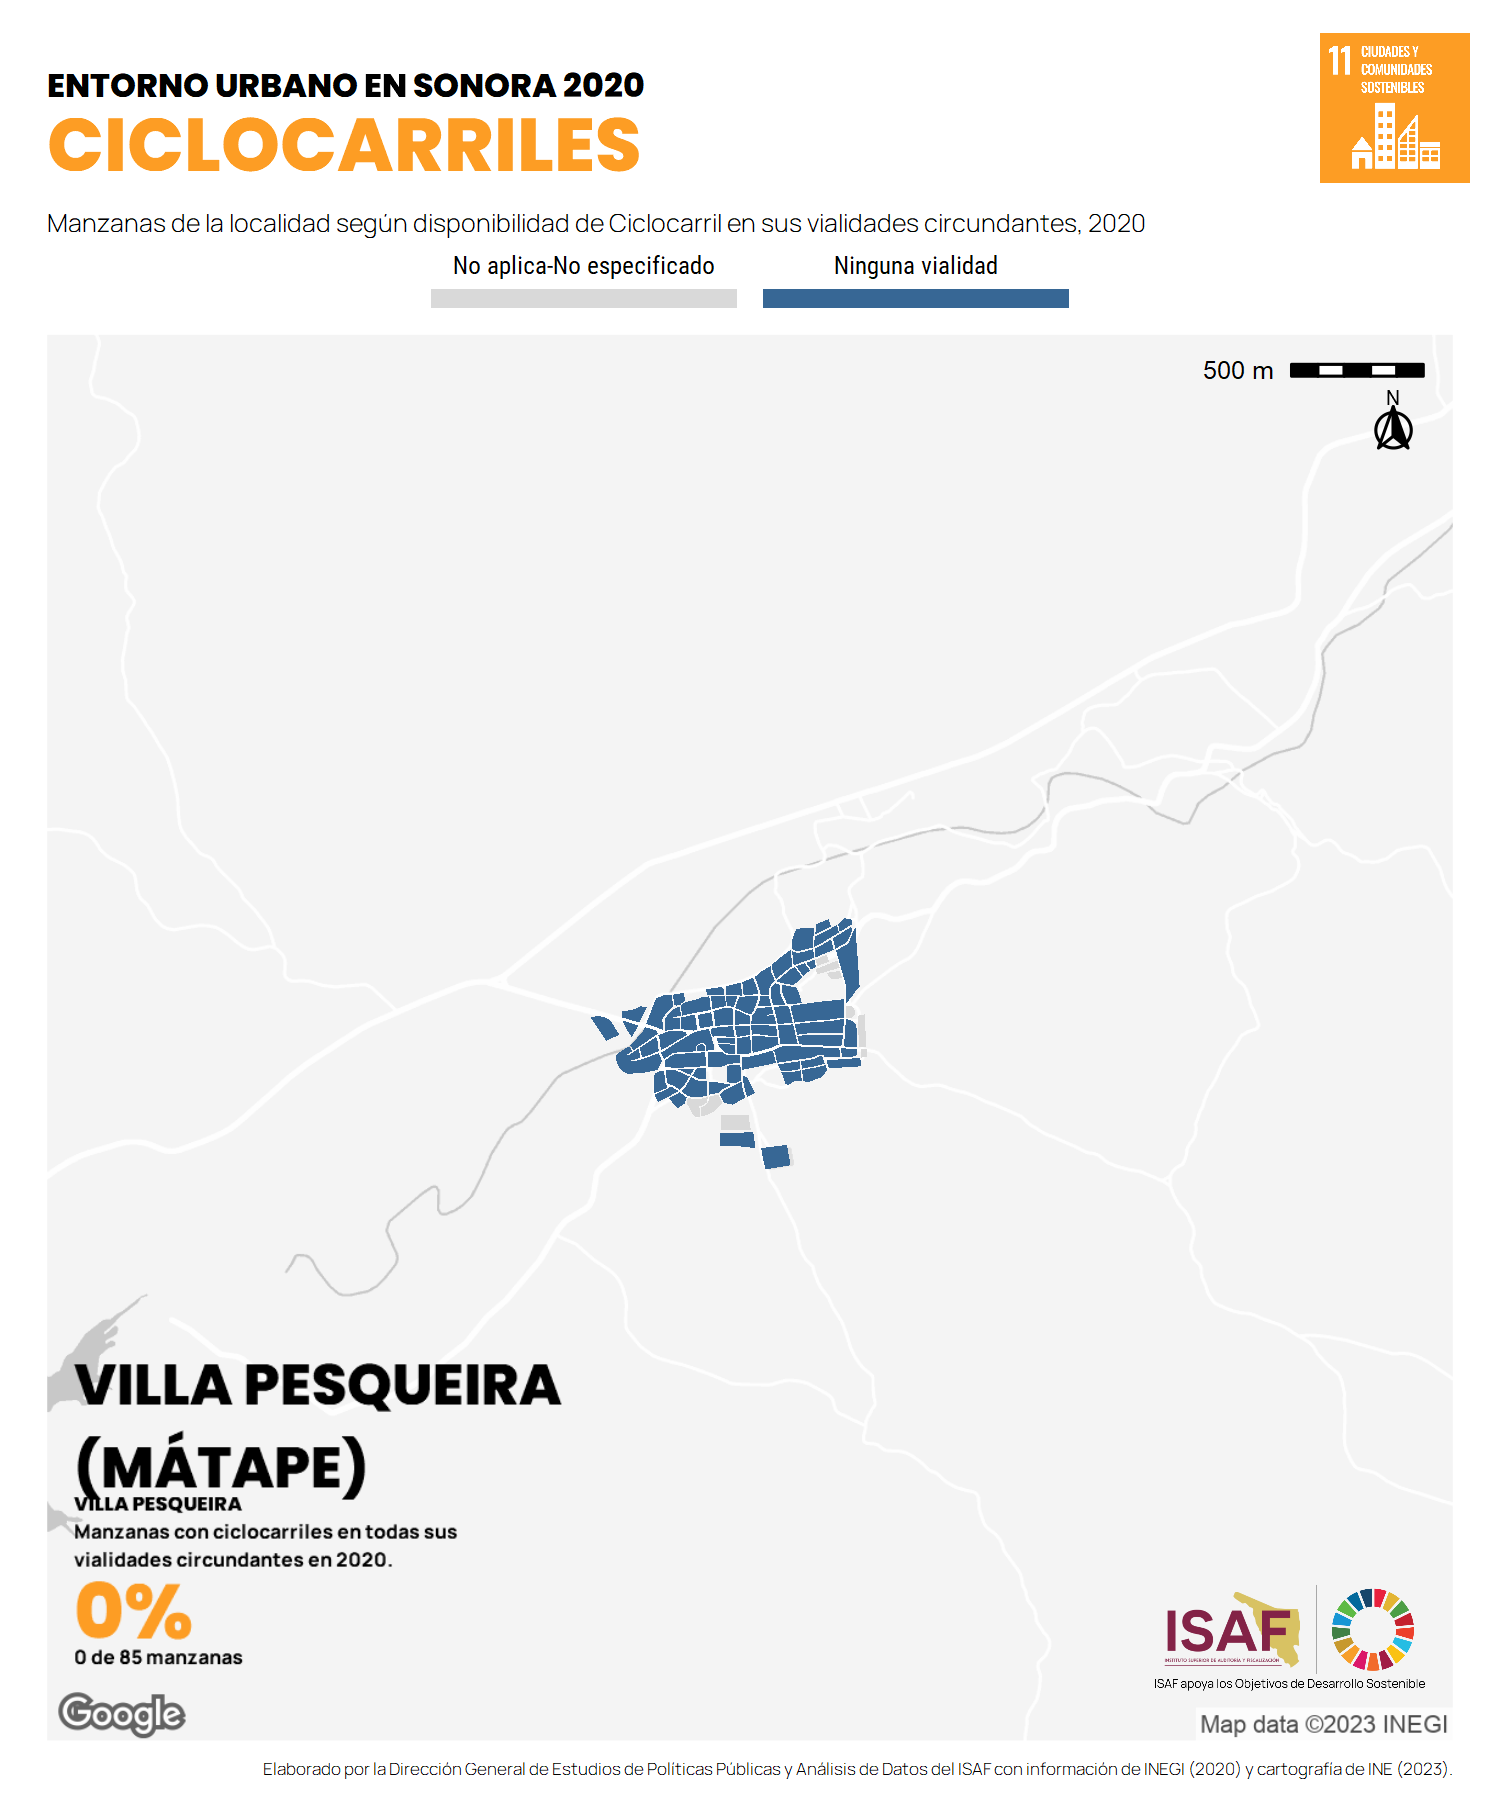 ENTORNO URBANO EN SONORA 2020
CICLOCARRILES
11 CIUDADES Y
COMUNIDADES
SOSTENIBLES
Manzanas de la localidad según disponibilidad de Ciclocarril en sus vialidades circundantes, 2020
No aplica-No especificado
Ninguna vialidad
500 m
N
VILLA PESQUEIRA
(MÁTAPE)
VILLA PESQUEIRA
Manzanas con ciclocarriles en todas sus
vialidades circundantes en 2020.
0%
0 de 85 manzanas
ISAF
INSTITUTO SUPERIOR DE AUDITORÍA Y FISCALIZACIÓN
ISAF apoya los Objetivos de Desarrollo Sostenible
Google
Map data ©2023 INEGI
Elaborado por la Dirección General de Estudios de Políticas Públicas y Análisis de Datos del ISAF con información de INEGI (2020) y cartografía de INE (2023).